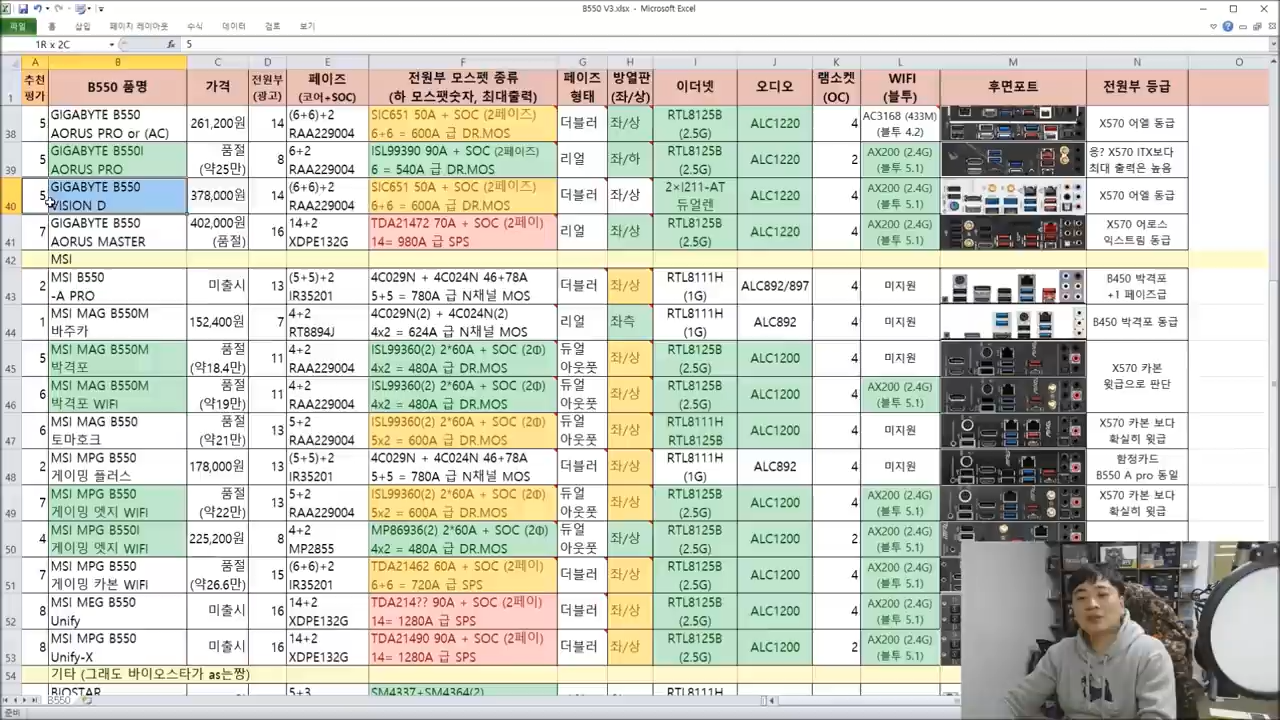 B550 V3.xlsx - Microsoft Excel
파일 홈 삽입 페이지 레이아웃 수식 데이터 검토 보기
1R x 2C fx 5
A B C D E F G H I J K L M N O
1 추천 평가 B550 품명 가격 전원부 (광고) 페이즈 (코어+SOC) 전원부 모스펫 종류 (하 모스펫숫자, 최대출력) 페이즈 형태 방열판 (좌/상) 이더넷 오디오 램소켓 (OC) WIFI (블투) 후면포트 전원부 등급
38 5 GIGABYTE B550 AORUS PRO or (AC) 261,200원 14 (6+6)+2 RAA229004 SIC651 50A + SOC (2페이즈) 6+6 = 600A 급 DR.MOS 더블러 좌/상 RTL8125B (2.5G) ALC1220 4 AC3168 (433M) (블투 4.2) X570 어엘 동급
39 5 GIGABYTE B550I AORUS PRO 품절 (약25만) 8 6+2 RAA229004 ISL99390 90A + SOC (2페이즈) 6 = 540A 급 DR.MOS 리얼 좌/하 RTL8125B (2.5G) ALC1220 2 AX200 (2.4G) (블투 5.1) 응? X570 ITX보다 최대 출력은 높음
40 5 GIGABYTE B550 VISION D 378,000원 14 (6+6)+2 RAA229004 SIC651 50A + SOC (2페이즈) 6+6 = 600A 급 DR.MOS 더블러 좌/상 2×I211-AT 듀얼렌 ALC1220 4 AX200 (2.4G) (블투 5.1) X570 어엘 동급
41 7 GIGABYTE B550 AORUS MASTER 402,000원 (품절) 16 14+2 XDPE132G TDA21472 70A + SOC (2페이) 14= 980A 급 SPS 리얼 좌/상 RTL8125B (2.5G) ALC1220 4 AX200 (2.4G) (블투 5.1) X570 어로스 익스트림 동급
42 MSI
43 2 MSI B550 -A PRO 미출시 13 (5+5)+2 IR35201 4C029N + 4C024N 46+78A 5+5 = 780A 급 N채널 MOS 더블러 좌/상 RTL8111H (1G) ALC892/897 4 미지원 B450 박격포 +1 페이즈급
44 1 MSI MAG B550M 바주카 152,400원 7 4+2 RT8894J 4C029N(2) + 4C024N(2) 4x2 = 624A 급 N채널 MOS 리얼 좌측 RTL8111H (1G) ALC892 4 미지원 B450 박격포 동급
45 5 MSI MAG B550M 박격포 품절 (약18.4만) 11 4+2 RAA229004 ISL99360(2) 2*60A + SOC (2Φ) 4x2 = 480A 급 DR.MOS 듀얼 아웃풋 좌/상 RTL8125B (2.5G) ALC1200 4 미지원 X570 카본 윗급으로 판단
46 6 MSI MAG B550M 박격포 WIFI 품절 (약19만) 11 4+2 RAA229004 ISL99360(2) 2*60A + SOC (2Φ) 4x2 = 480A 급 DR.MOS 듀얼 아웃풋 좌/상 RTL8125B (2.5G) ALC1200 4 AX200 (2.4G) (블투 5.1)
47 6 MSI MAG B550 토마호크 품절 (약21만) 13 5+2 RAA229004 ISL99360(2) 2*60A + SOC (2Φ) 5x2 = 600A 급 DR.MOS 듀얼 아웃풋 좌/상 RTL8111H RTL8125B ALC1200 4 미지원 X570 카본 보다 확실히 윗급
48 2 MSI MPG B550 게이밍 플러스 178,000원 13 (5+5)+2 IR35201 4C029N + 4C024N 46+78A 5+5 = 780A 급 N채널 MOS 더블러 좌/상 RTL8111H (1G) ALC892 4 미지원 함정카드 B550 A pro 동일
49 7 MSI MPG B550 게이밍 엣지 WIFI 품절 (약22만) 13 5+2 RAA229004 ISL99360(2) 2*60A + SOC (2Φ) 5x2 = 600A 급 DR.MOS 듀얼 아웃풋 좌/상 RTL8125B (2.5G) ALC1200 4 AX200 (2.4G) (블투 5.1) X570 카본 보다 확실히 윗급
50 4 MSI MPG B550I 게이밍 엣지 WIFI 225,200원 8 4+2 MP2855 MP86936(2) 2*60A + SOC (2Φ) 4x2 = 480A 급 DR.MOS 듀얼 아웃풋 좌/상 RTL8125B (2.5G) ALC1200 2 AX200 (2.4G) (블투 5.1)
51 7 MSI MPG B550 게이밍 카본 WIFI 품절 (약26.6만) 15 (6+6)+2 IR35201 TDA21462 60A + SOC (2페이) 6+6 = 720A 급 SPS 더블러 좌/상 RTL8125B (2.5G) ALC1200 4 AX200 (2.4G) (블투 5.1)
52 8 MSI MEG B550 Unify 미출시 16 14+2 XDPE132G TDA214?? 90A + SOC (2페이) 14= 1280A 급 SPS 더블러 좌/상 RTL8125B (2.5G) ALC1200 4 AX200 (2.4G) (블투 5.1)
53 8 MSI MPG B550 Unify-X 미출시 16 14+2 XDPE132G TDA21490 90A + SOC (2페이) 14= 1280A 급 SPS 더블러 좌/상 RTL8125B (2.5G) ALC1200 2 AX200 (2.4G) (블투 5.1)
54 기타 (그래도 바이오스타가 as는짱)
BIOSTAR 5+3 SM4337+SM4364(2) RTL8111H
B550
준비